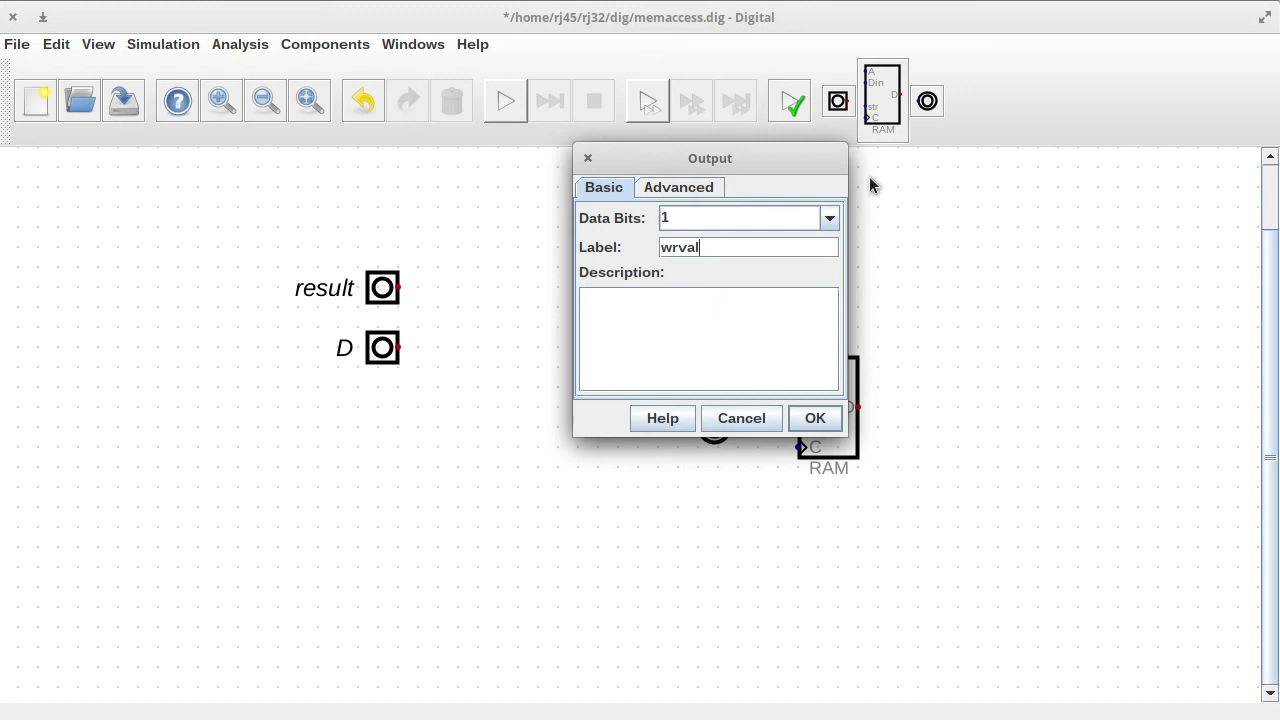 */home/rj45/rj32/dig/memaccess.dig - Digital
File Edit View Simulation Analysis Components Windows Help
A
Din
D
str
C
RAM
Output
Basic Advanced
Data Bits: 1
Label: wrval
Description:
result
D
Help Cancel OK
D
C
RAM